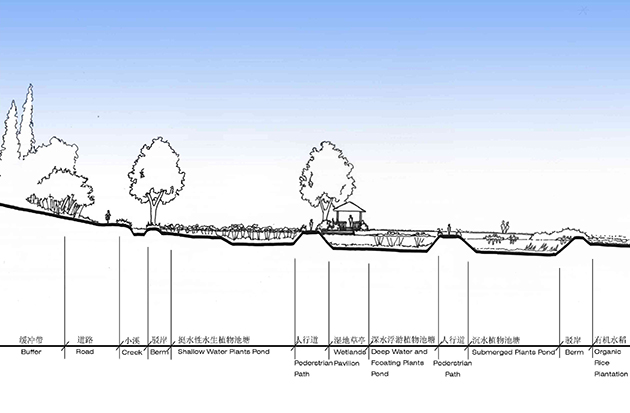 缓冲带
道路
小溪
驳岸
挺水性水生植物池塘
人行道
湿地草亭
深水浮游植物池塘
人行道
沉水植物池塘
驳岸
有机水稻
Buffer
Road
Creek
Berm
Shallow Water Plants Pond
Pedestrian
Path
Wetlands
Pavilion
Deep Water and
Fcoating Plants
Pond
Pedestrian
Path
Submerged Plants Pond
Berm
Organic
Rice
Plantation